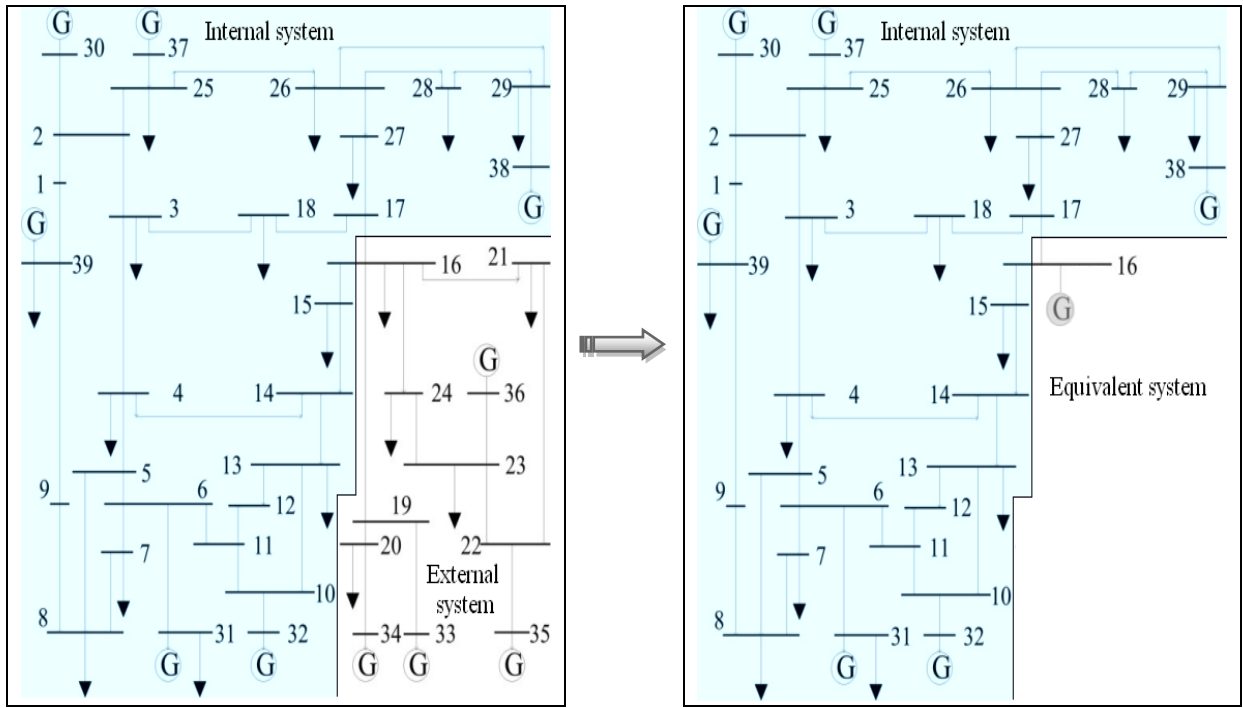 G G Internal system
30 37
25 26 28 29
2 27
38
1
G
G 3 18 17
39 16 21
15
G
4 14 24 36
5 13 23
9 6 12 19
7 11 20 22
External
system
10
8 31 32 34 33 35
G G G G G
G G Internal system
30 37
25 26 28 29
2 27
38
1
G
G 3 18 17
39 16
15 G
4 14 Equivalent system
5 13
9 6 12
7 11
10
8 31 32
G G